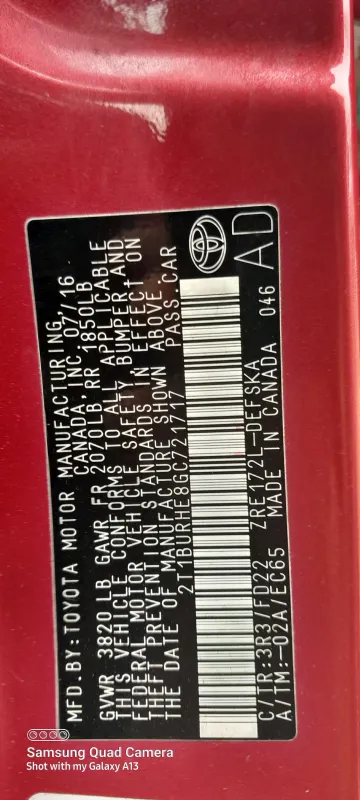 MFD. BY: TOYOTA MOTOR MANUFACTURING,
CANADA, INC. 07/16
GVWR 3820 LB GAWR FR 2070LB RR 1850LB
THIS VEHICLE CONFORMS TO ALL APPLICABLE
FEDERAL MOTOR VEHICLE SAFETY, BUMPER, AND
THEFT PREVENTION STANDARDS IN EFFECT ON
THE DATE OF MANUFACTURE SHOWN ABOVE.
2T1BURHE8GC721717 PASS. CAR
C/TR:3R3/FD22 ZRE172L-DEFSKA
A/TM:-02A/EC65 MADE IN CANADA 046
AD
Samsung Quad Camera
Shot with my Galaxy A13